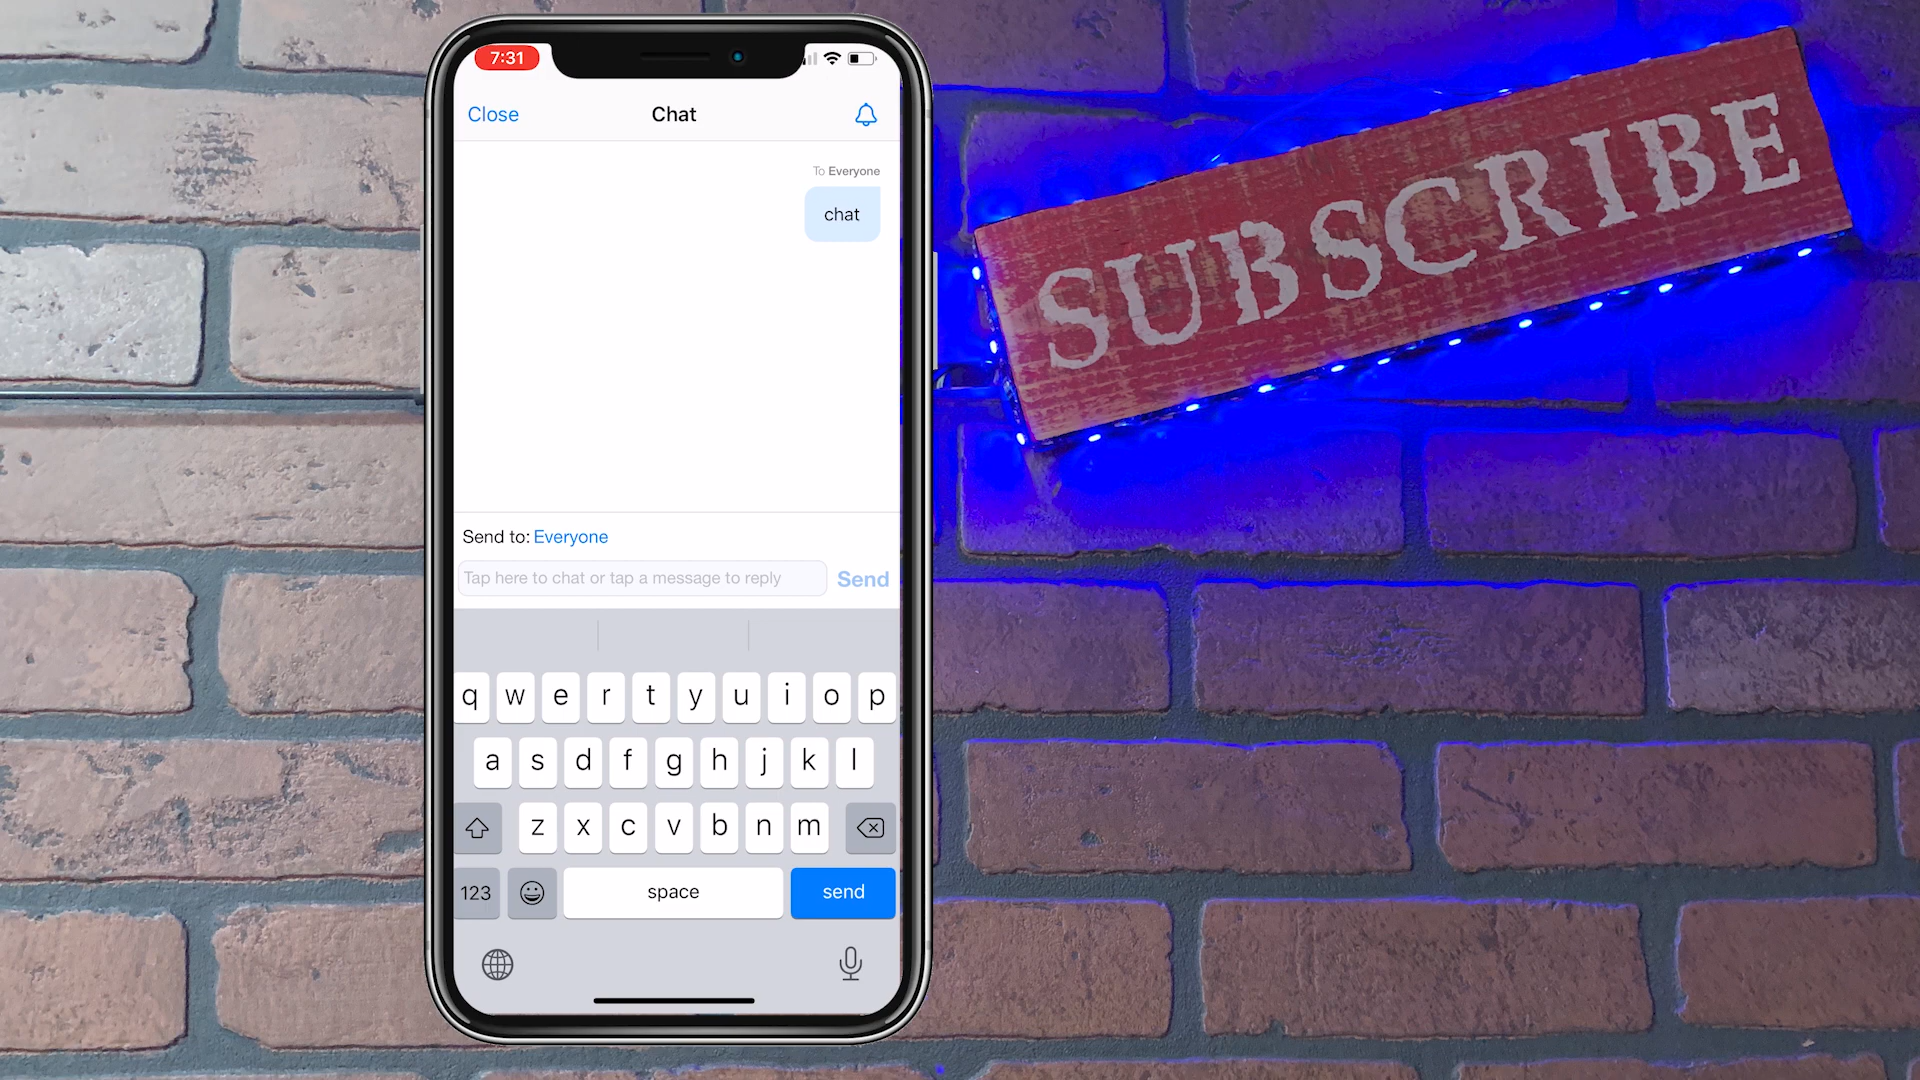 7:31
Close
Chat
To Everyone
chat
Send to: Everyone
Tap here to chat or tap a message to reply
Send
q w e r t y u i o p
a s d f g h j k l
z x c v b n m
123
space
send
SUBSCRIBE